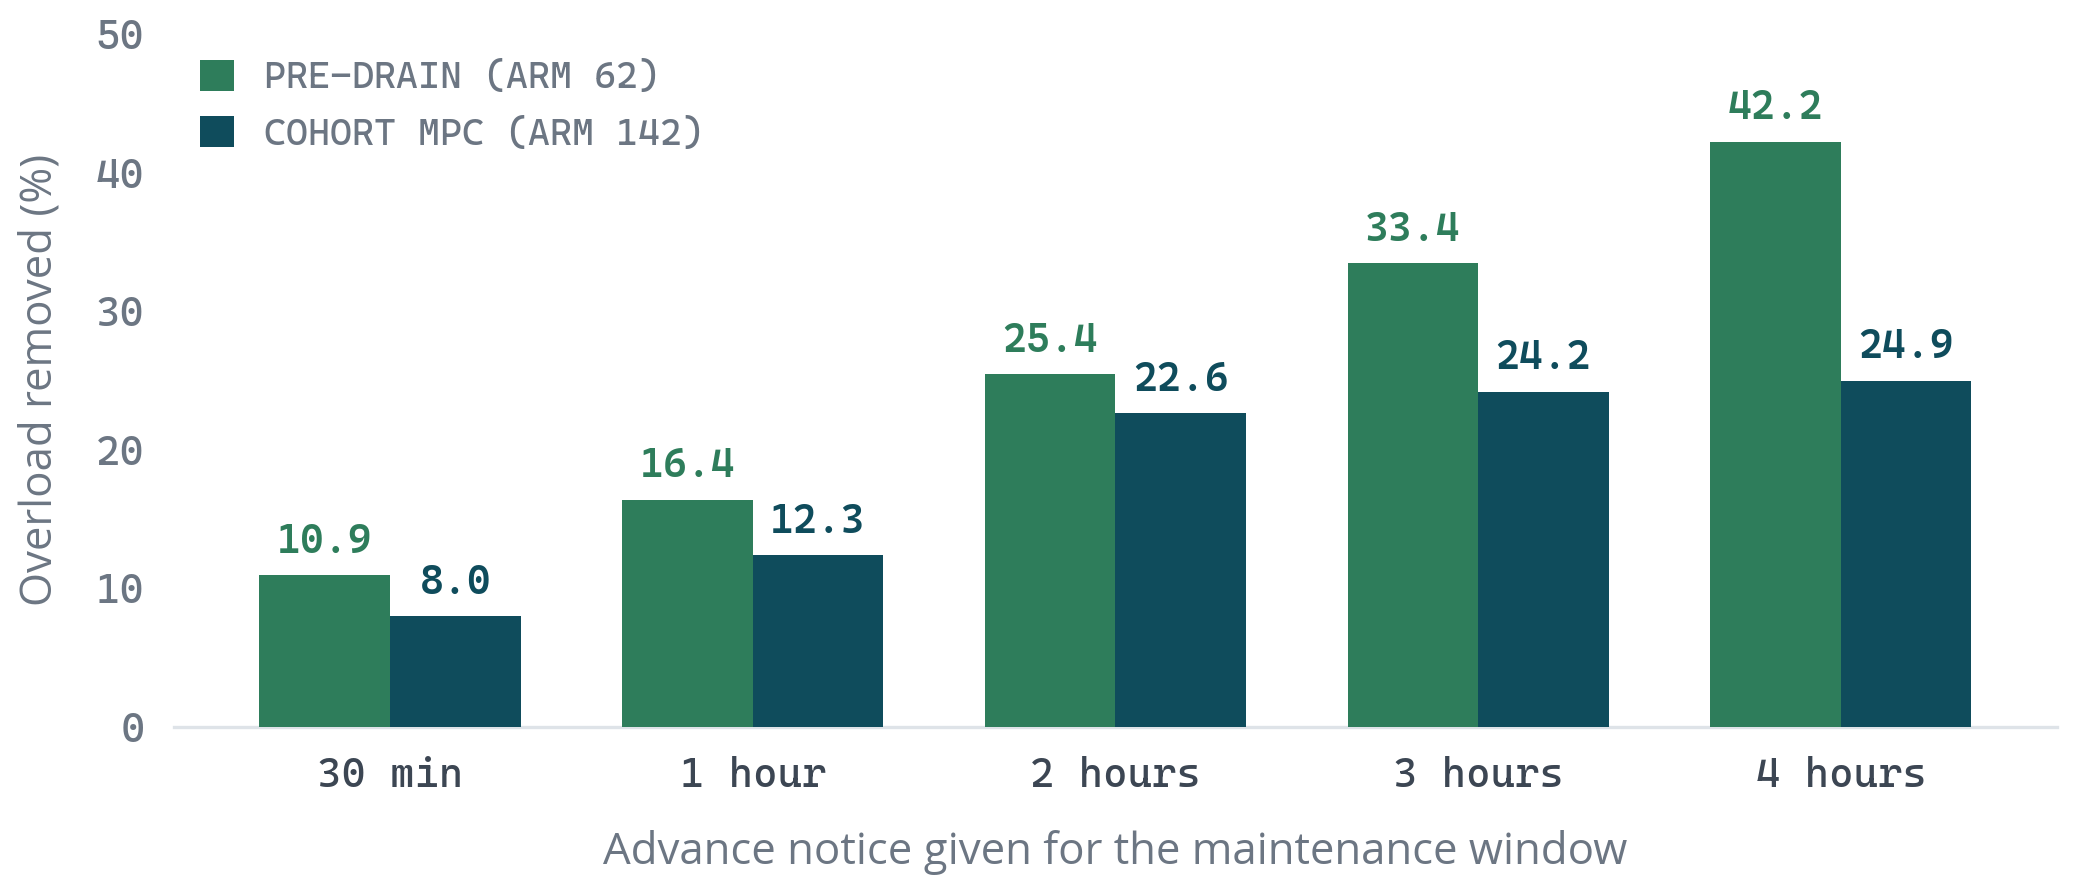 50
PRE−DRAIN (ARM 62)
COHORT MPC (ARM 142)
40
30
20
10
0
Overload removed (%)
10.9
8.0
16.4
12.3
25.4
22.6
33.4
24.2
42.2
24.9
30 min
1 hour
2 hours
3 hours
4 hours
Advance notice given for the maintenance window